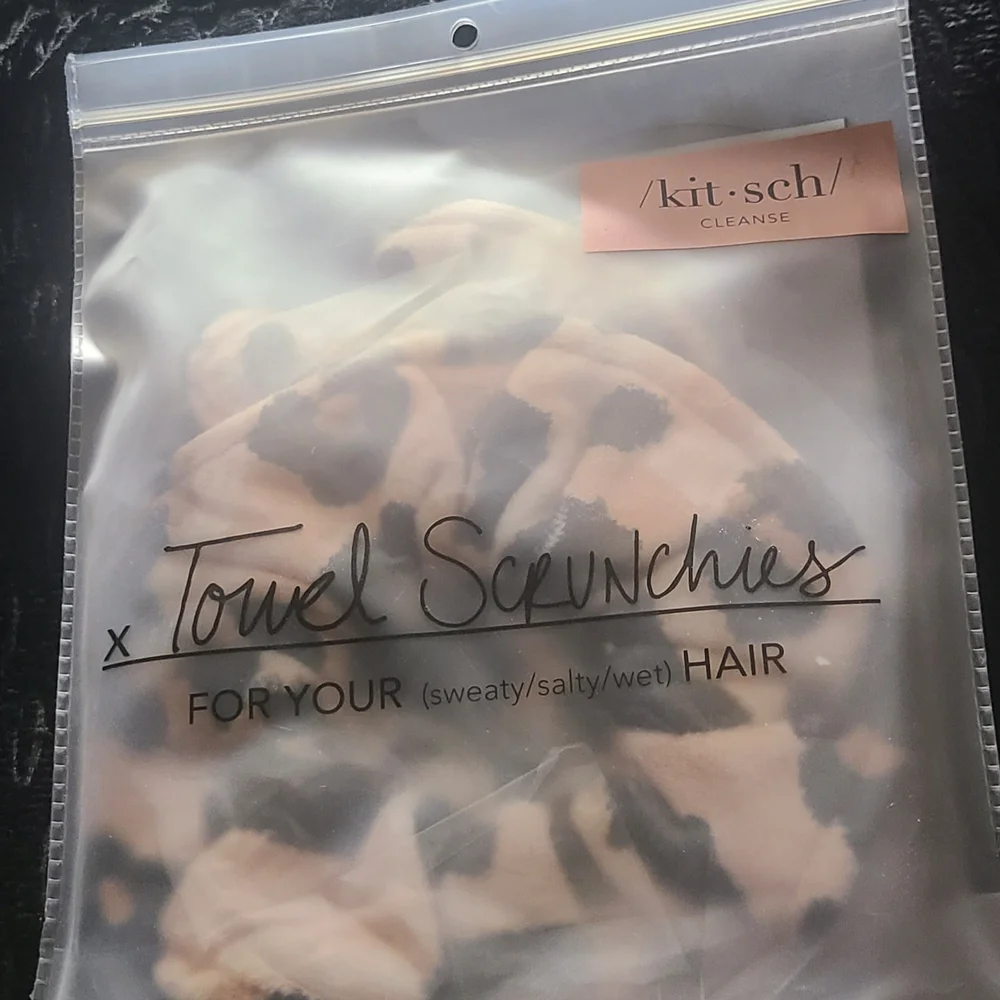 /kit·sch/
CLEANSE
x Towel Scrunchies
FOR YOUR (sweaty/salty/wet) HAIR